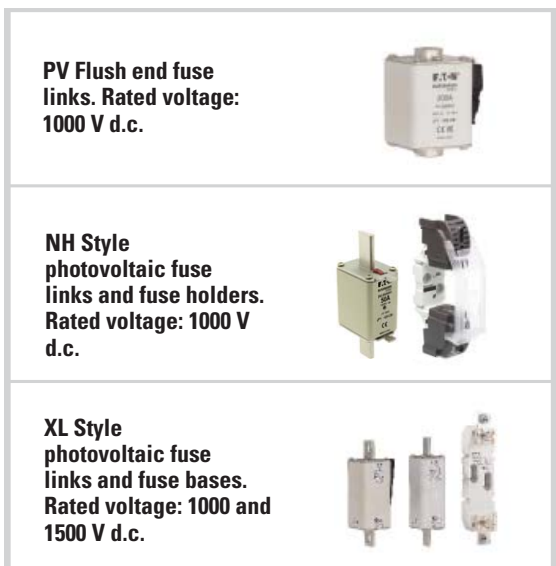 PV Flush end fuse
links. Rated voltage:
1000 V d.c.
E·T·N
NH Style
photovoltaic fuse
links and fuse holders.
Rated voltage: 1000 V
d.c.
E·T·N
50A
XL Style
photovoltaic fuse
links and fuse bases.
Rated voltage: 1000 and
1500 V d.c.